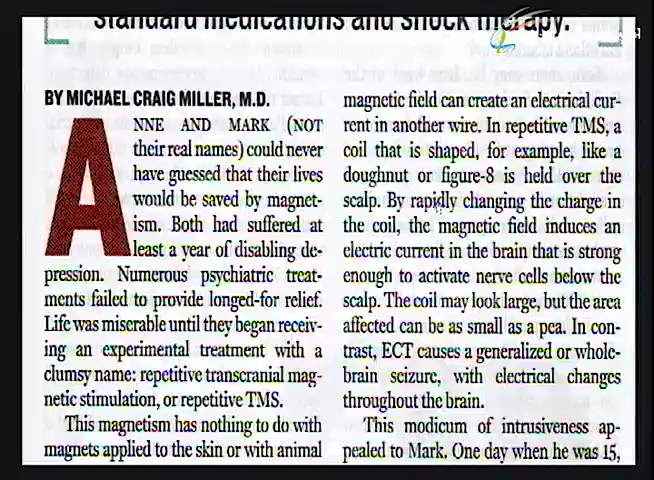 standard medications and shock therapy.
BY MICHAEL CRAIG MILLER, M.D.
ANNE AND MARK (NOT
their real names) could never
have guessed that their lives
would be saved by magnet-
ism. Both had suffered at
least a year of disabling de-
pression. Numerous psychiatric treat-
ments failed to provide longed-for relief.
Life was miserable until they began receiv-
ing an experimental treatment with a
clumsy name: repetitive transcranial mag-
netic stimulation, or repetitive TMS.
This magnetism has nothing to do with
magnets applied to the skin or with animal
magnetic field can create an electrical cur-
rent in another wire. In repetitive TMS, a
coil that is shaped, for example, like a
doughnut or figure-8 is held over the
scalp. By rapidly changing the charge in
the coil, the magnetic field induces an
electric current in the brain that is strong
enough to activate nerve cells below the
scalp. The coil may look large, but the area
affected can be as small as a pea. In con-
trast, ECT causes a generalized or whole-
brain seizure, with electrical changes
throughout the brain.
This modicum of intrusiveness ap-
pealed to Mark. One day when he was 15,